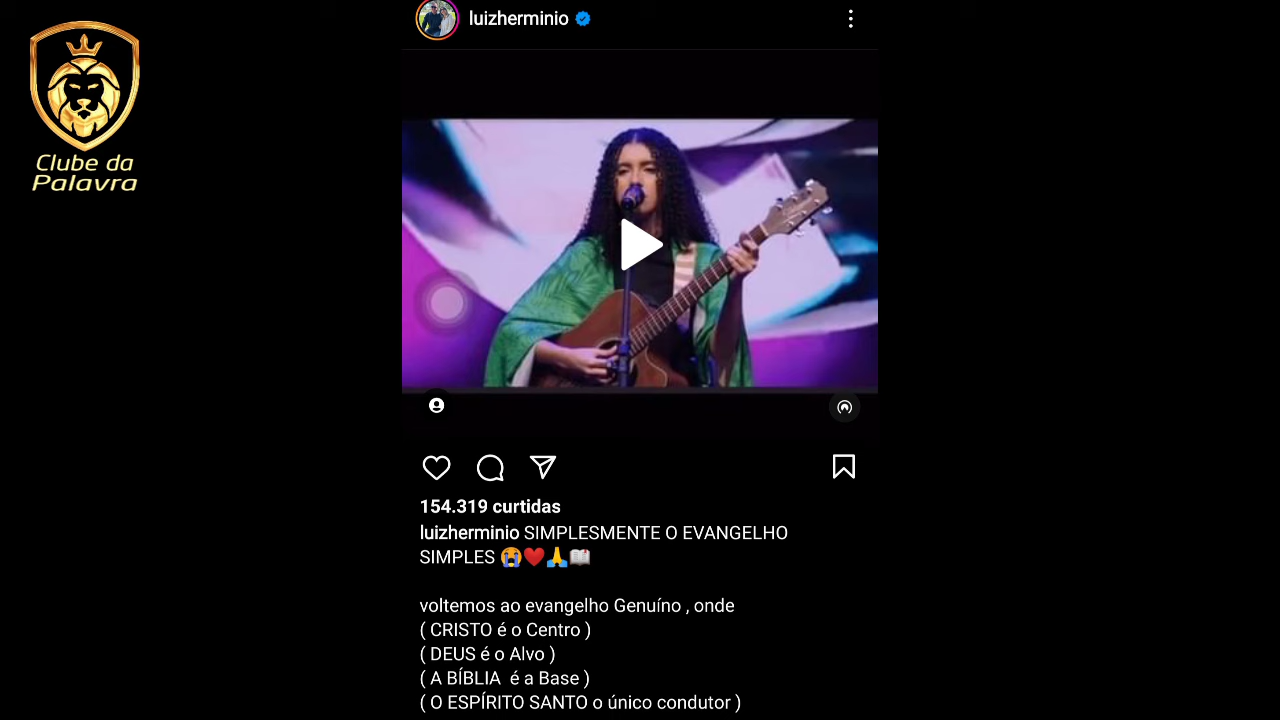 Clube da
Palavra
luizherminio
154.319 curtidas
luizherminio SIMPLESMENTE O EVANGELHO
SIMPLES 😭❤️🙏📖
voltemos ao evangelho Genuíno , onde
( CRISTO é o Centro )
( DEUS é o Alvo )
( A BÍBLIA é a Base )
( O ESPÍRITO SANTO o único condutor )